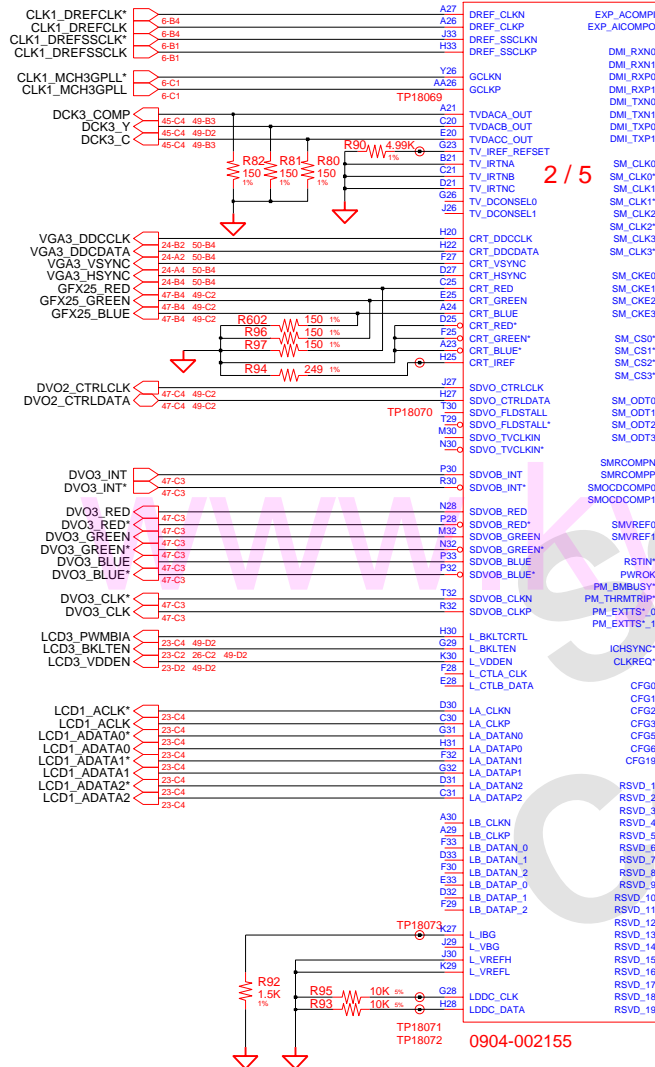 CLK1_DREFCLK* A27 DREF_CLKN EXP_ACOMPI
6-B4
CLK1_DREFCLK A26 DREF_CLKP EXP_AICOMPO
6-B4
CLK1_DREFSSCLK* J33 DREF_SSCLKN
6-B1
CLK1_DREFSSCLK H33 DREF_SSCLKP DMI_RXN0
6-B1
DMI_RXN1
CLK1_MCH3GPLL* Y26 GCLKN DMI_RXP0
6-C1
CLK1_MCH3GPLL AA26 GCLKP DMI_RXP1
6-C1
TP18069 DMI_TXN0
DCK3_COMP A21 TVDACA_OUT DMI_TXN1
45-C4 49-B3
DCK3_Y C20 TVDACB_OUT DMI_TXP0
45-C4 49-D2
DCK3_C E20 TVDACC_OUT DMI_TXP1
45-C4 49-B3
R90 4.99K 1% G23 TV_IREF_REFSET
R82 R81 R80 B21 TV_IRTNA SM_CLK0
150 150 150 C21 TV_IRTNB 2 / 5 SM_CLK0*
1% 1% 1% D21 TV_IRTNC SM_CLK1
G26 TV_DCONSEL0 SM_CLK1*
J26 TV_DCONSEL1 SM_CLK2
SM_CLK2*
VGA3_DDCCLK H20 CRT_DDCCLK SM_CLK3
24-B2 50-B4
VGA3_DDCDATA H22 CRT_DDCDATA SM_CLK3*
24-A2 50-B4
VGA3_VSYNC F27 CRT_VSYNC
24-A4 50-B4
VGA3_HSYNC D27 CRT_HSYNC SM_CKE0
24-B4 50-B4
GFX25_RED C25 CRT_RED SM_CKE1
47-B4 49-C2
GFX25_GREEN E25 CRT_GREEN SM_CKE2
47-B4 49-C2
GFX25_BLUE A24 CRT_BLUE SM_CKE3
47-B4 49-C2
R602 150 1% D25 CRT_RED*
R96 150 1% F25 CRT_GREEN* SM_CS0*
R97 150 1% A23 CRT_BLUE* SM_CS1*
R94 249 1% H25 CRT_IREF SM_CS2*
SM_CS3*
DVO2_CTRLCLK J27 SDVO_CTRLCLK
47-C4 49-C2
DVO2_CTRLDATA H27 SDVO_CTRLDATA SM_ODT0
47-C4 49-C2
TP18070 T30 SDVO_FLDSTALL SM_ODT1
T29 SDVO_FLDSTALL* SM_ODT2
M30 SDVO_TVCLKIN SM_ODT3
N30 SDVO_TVCLKIN*
SMRCOMPN
DVO3_INT P30 SDVOB_INT SMRCOMPP
47-C3
DVO3_INT* R30 SDVOB_INT* SMOCDCOMP0
47-C3
SMOCDCOMP1
DVO3_RED N28 SDVOB_RED
47-C3
DVO3_RED* P28 SDVOB_RED* SMVREF0
47-C3
DVO3_GREEN M32 SDVOB_GREEN SMVREF1
47-C3
DVO3_GREEN* N32 SDVOB_GREEN*
47-C3
DVO3_BLUE P33 SDVOB_BLUE RSTIN*
47-C3
DVO3_BLUE* P32 SDVOB_BLUE* PWROK
47-C3
PM_BMBUSY*
DVO3_CLK* T32 SDVOB_CLKN PM_THRMTRIP*
47-C3
DVO3_CLK R32 SDVOB_CLKP PM_EXTTS*_0
47-C3
PM_EXTTS*_1
LCD3_PWMBIA H30 L_BKLTCRTL
23-C4 49-D2
LCD3_BKLTEN G29 L_BKLTEN ICHSYNC*
23-C2 26-C2 49-D2
LCD3_VDDEN K30 L_VDDEN CLKREQ*
23-D2 49-D2
F28 L_CTLA_CLK
E28 L_CTLB_DATA CFG0
CFG1
LCD1_ACLK* D30 LA_CLKN CFG2
23-C4
LCD1_ACLK C30 LA_CLKP CFG3
23-C4
LCD1_ADATA0* G31 LA_DATAN0 CFG5
23-C4
LCD1_ADATA0 H31 LA_DATAP0 CFG6
23-C4
LCD1_ADATA1* F32 LA_DATAN1 CFG19
23-C4
LCD1_ADATA1 G32 LA_DATAP1
23-C4
LCD1_ADATA2* D31 LA_DATAN2 RSVD_1
23-C4
LCD1_ADATA2 C31 LA_DATAP2 RSVD_2
23-C4
RSVD_3
A30 LB_CLKN RSVD_4
A29 LB_CLKP RSVD_5
F33 LB_DATAN_0 RSVD_6
D33 LB_DATAN_1 RSVD_7
F30 LB_DATAN_2 RSVD_8
E33 LB_DATAP_0 RSVD_9
D32 LB_DATAP_1 RSVD_10
F29 LB_DATAP_2 RSVD_11
RSVD_12
TP18073 K27 L_IBG RSVD_13
J29 L_VBG RSVD_14
J30 L_VREFH RSVD_15
K29 L_VREFL RSVD_16
R92 RSVD_17
1.5K R95 10K 5% G28 LDDC_CLK RSVD_18
1% R93 10K 5% H28 LDDC_DATA RSVD_19
TP18071
TP18072 0904-002155